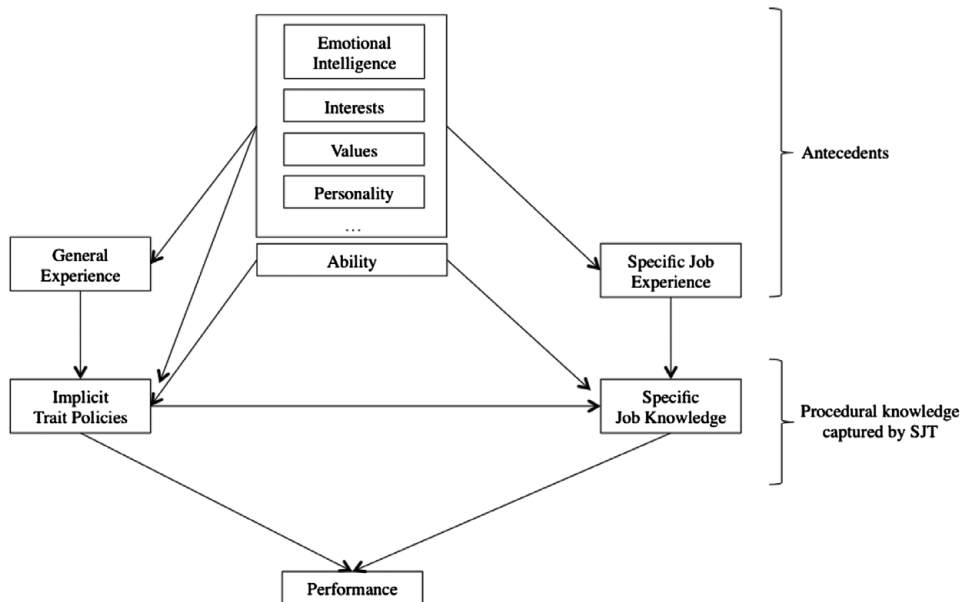 Emotional
Intelligence
Interests
Values
Personality
...
Ability
General
Experience
Specific Job
Experience
Antecedents
Implicit
Trait Policies
Specific
Job Knowledge
Procedural knowledge
captured by SJT
Performance